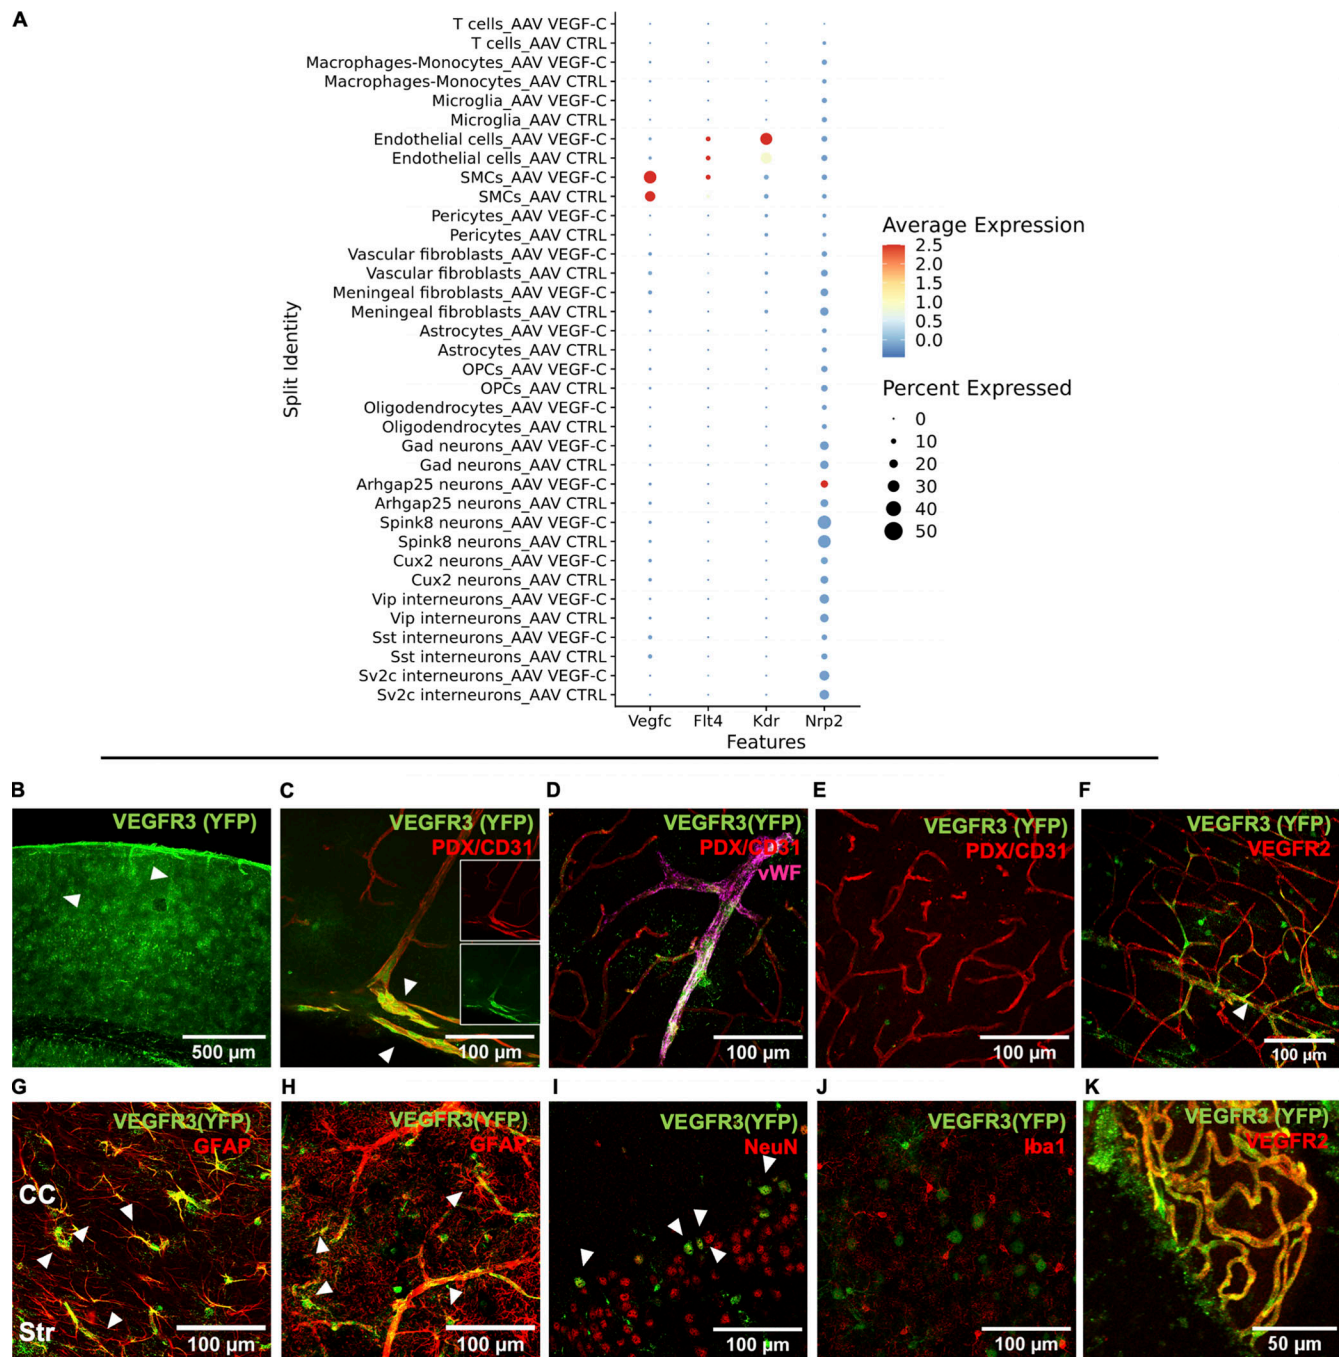 A
T cells_AAV VEGF-C
T cells_AAV CTRL
Macrophages-Monocytes_AAV VEGF-C
Macrophages-Monocytes_AAV CTRL
Microglia_AAV VEGF-C
Microglia_AAV CTRL
Endothelial cells_AAV VEGF-C
Endothelial cells_AAV CTRL
SMCs_AAV VEGF-C
SMCs_AAV CTRL
Pericytes_AAV VEGF-C
Pericytes_AAV CTRL
Vascular fibroblasts_AAV VEGF-C
Vascular fibroblasts_AAV CTRL
Meningeal fibroblasts_AAV VEGF-C
Meningeal fibroblasts_AAV CTRL
Astrocytes_AAV VEGF-C
Astrocytes_AAV CTRL
OPCs_AAV VEGF-C
OPCs_AAV CTRL
Oligodendrocytes_AAV VEGF-C
Oligodendrocytes_AAV CTRL
Gad neurons_AAV VEGF-C
Gad neurons_AAV CTRL
Arhgap25 neurons_AAV VEGF-C
Arhgap25 neurons_AAV CTRL
Spink8 neurons_AAV VEGF-C
Spink8 neurons_AAV CTRL
Cux2 neurons_AAV VEGF-C
Cux2 neurons_AAV CTRL
Vip interneurons_AAV VEGF-C
Vip interneurons_AAV CTRL
Sst interneurons_AAV VEGF-C
Sst interneurons_AAV CTRL
Sv2c interneurons_AAV VEGF-C
Sv2c interneurons_AAV CTRL
Split Identity
Vegfc Flt4 Kdr Nrp2
Features
Average Expression
2.5
2.0
1.5
1.0
0.5
0.0
Percent Expressed
0
10
20
30
40
50
B
VEGFR3 (YFP)
500 µm
C
VEGFR3 (YFP)
PDX/CD31
100 µm
D
VEGFR3(YFP)
PDX/CD31
vWF
100 µm
E
VEGFR3 (YFP)
PDX/CD31
100 µm
F
VEGFR3 (YFP)
VEGFR2
100 µm
G
VEGFR3(YFP)
GFAP
CC
Str
100 µm
H
VEGFR3(YFP)
GFAP
100 µm
I
VEGFR3(YFP)
NeuN
100 µm
J
VEGFR3(YFP)
Iba1
100 µm
K
VEGFR3 (YFP)
VEGFR2
50 µm